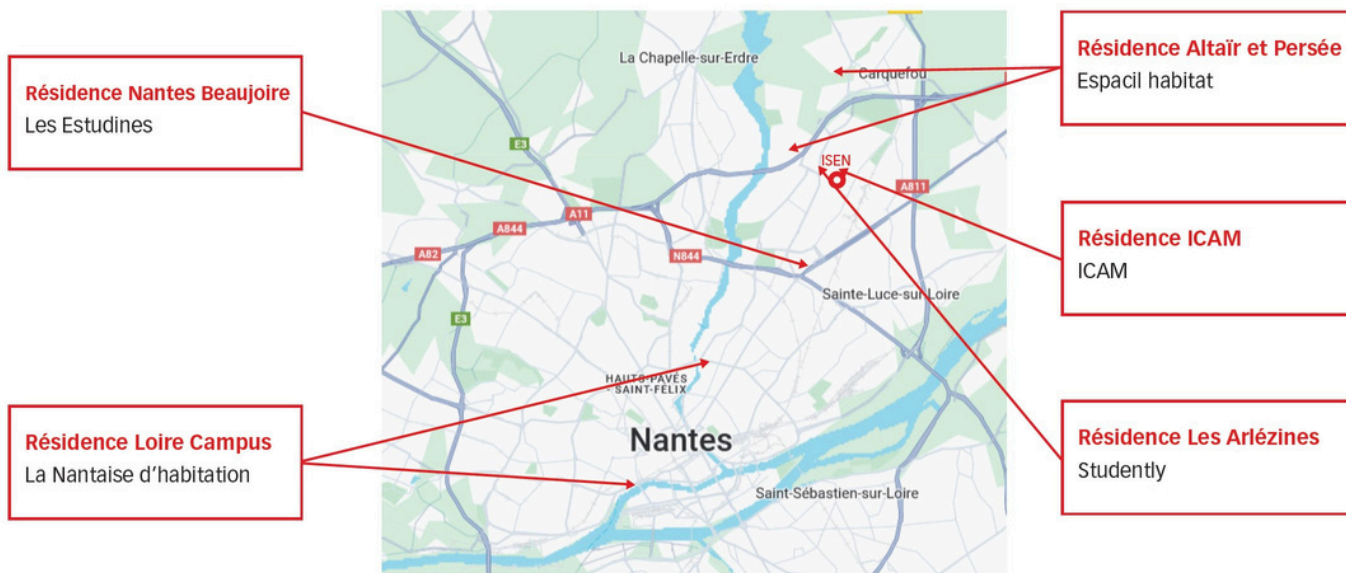 Résidence Nantes Beaujoire
Les Estudines
Résidence Loire Campus
La Nantaise d'habitation
La Chapelle-sur-Erdre
Carquefou
E3
ISEN
A811
A11
A844
A82
N844
Sainte-Luce-sur-Loire
E3
HAUTS-PAVÉS
- SAINT-FÉLIX
Nantes
Saint-Sébastien-sur-Loire
Résidence Altaïr et Persée
Espacil habitat
Résidence ICAM
ICAM
Résidence Les Arlézines
Studently